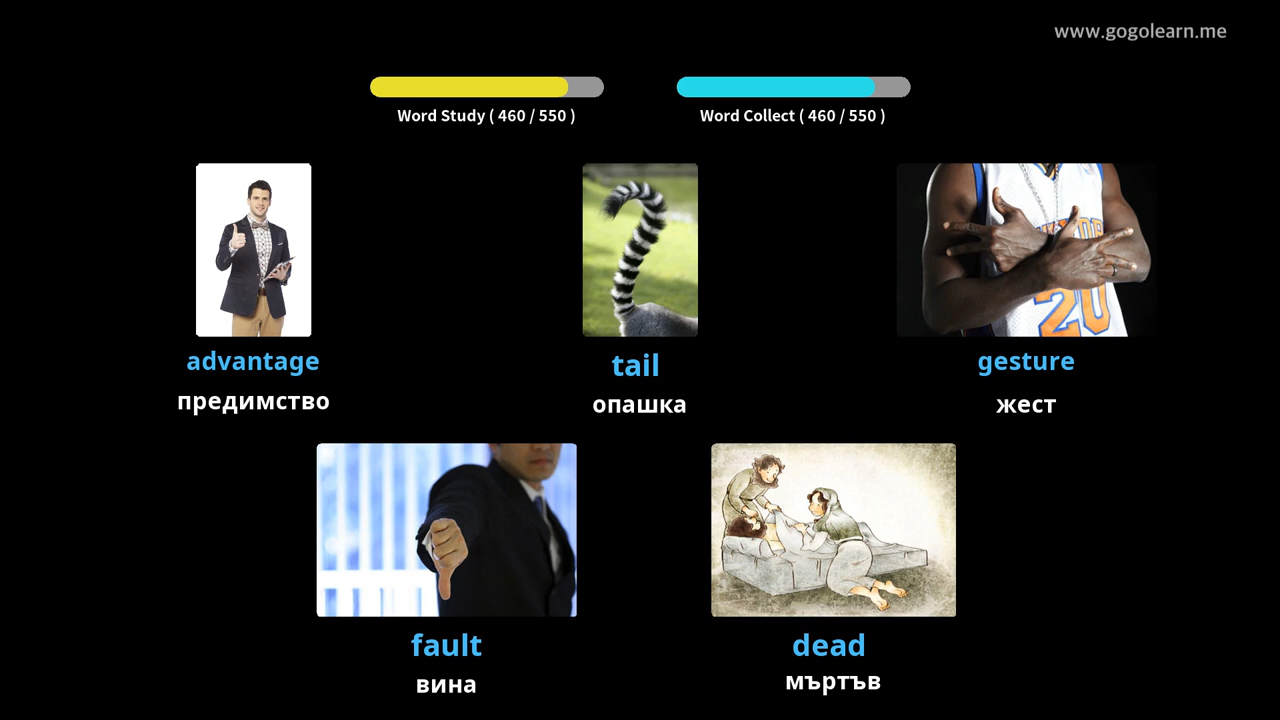 www.gogolearn.me
Word Study ( 460 / 550 )
Word Collect ( 460 / 550 )
advantage
предимство
tail
опашка
gesture
жест
20
fault
вина
dead
мъртъв